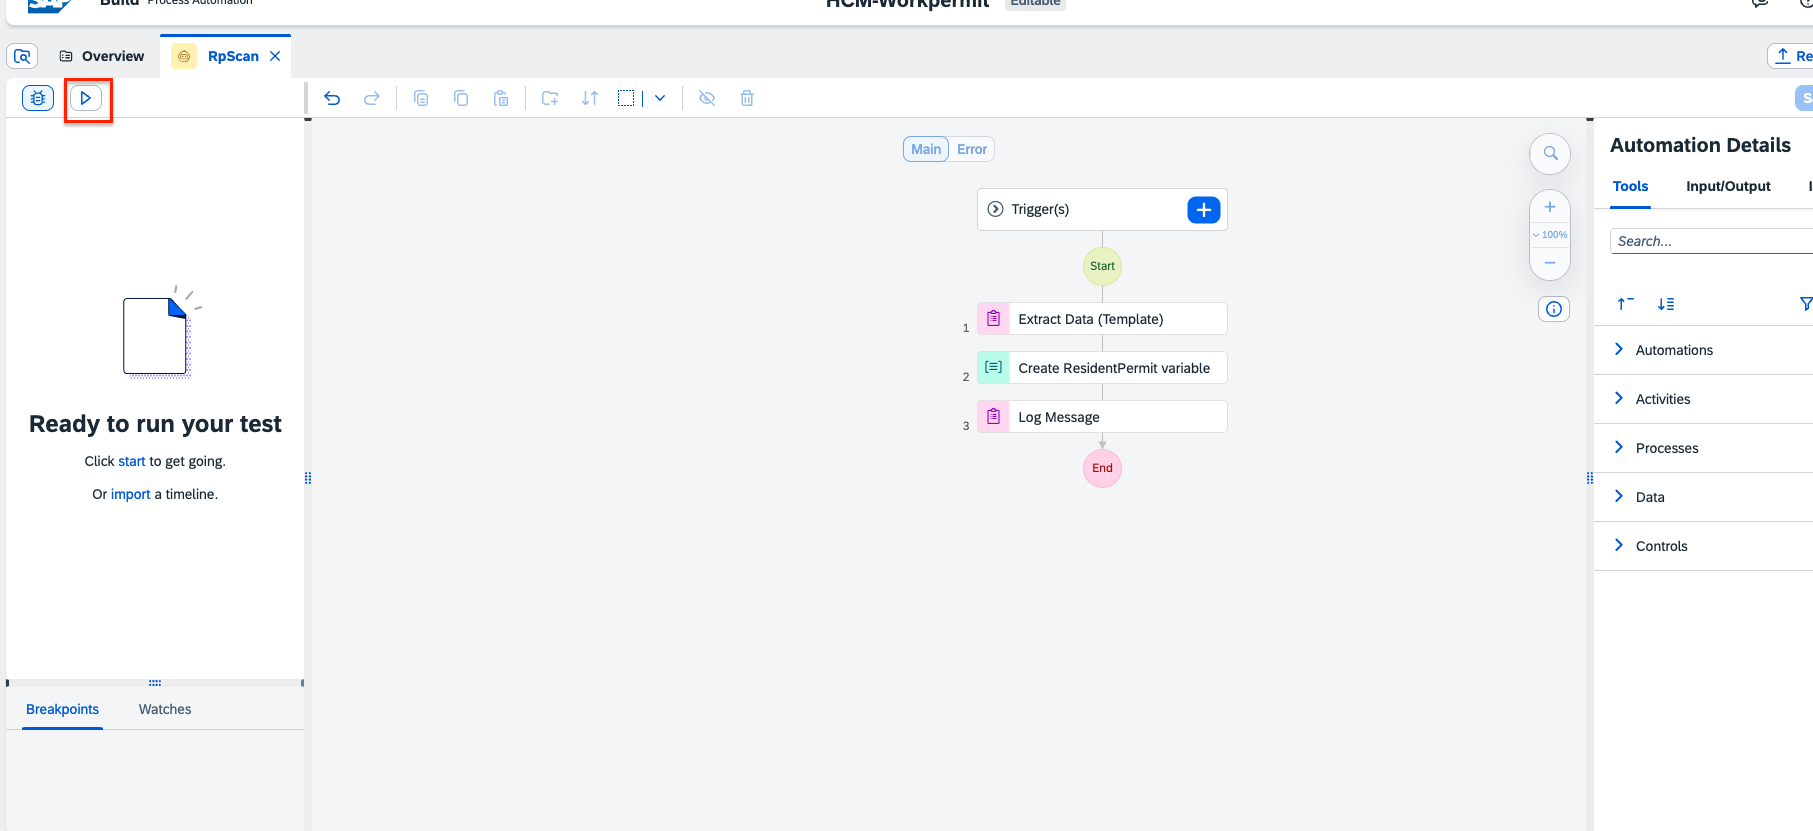 SAP Build Process Automation
HCM-Workpermit Editable
Overview
RpScan
Re
S
Main Error
Trigger(s)
Start
1 Extract Data (Template)
2 Create ResidentPermit variable
3 Log Message
End
100%
Ready to run your test
Click start to get going.
Or import a timeline.
Breakpoints Watches
Automation Details
Tools Input/Output I
Search...
Automations
Activities
Processes
Data
Controls